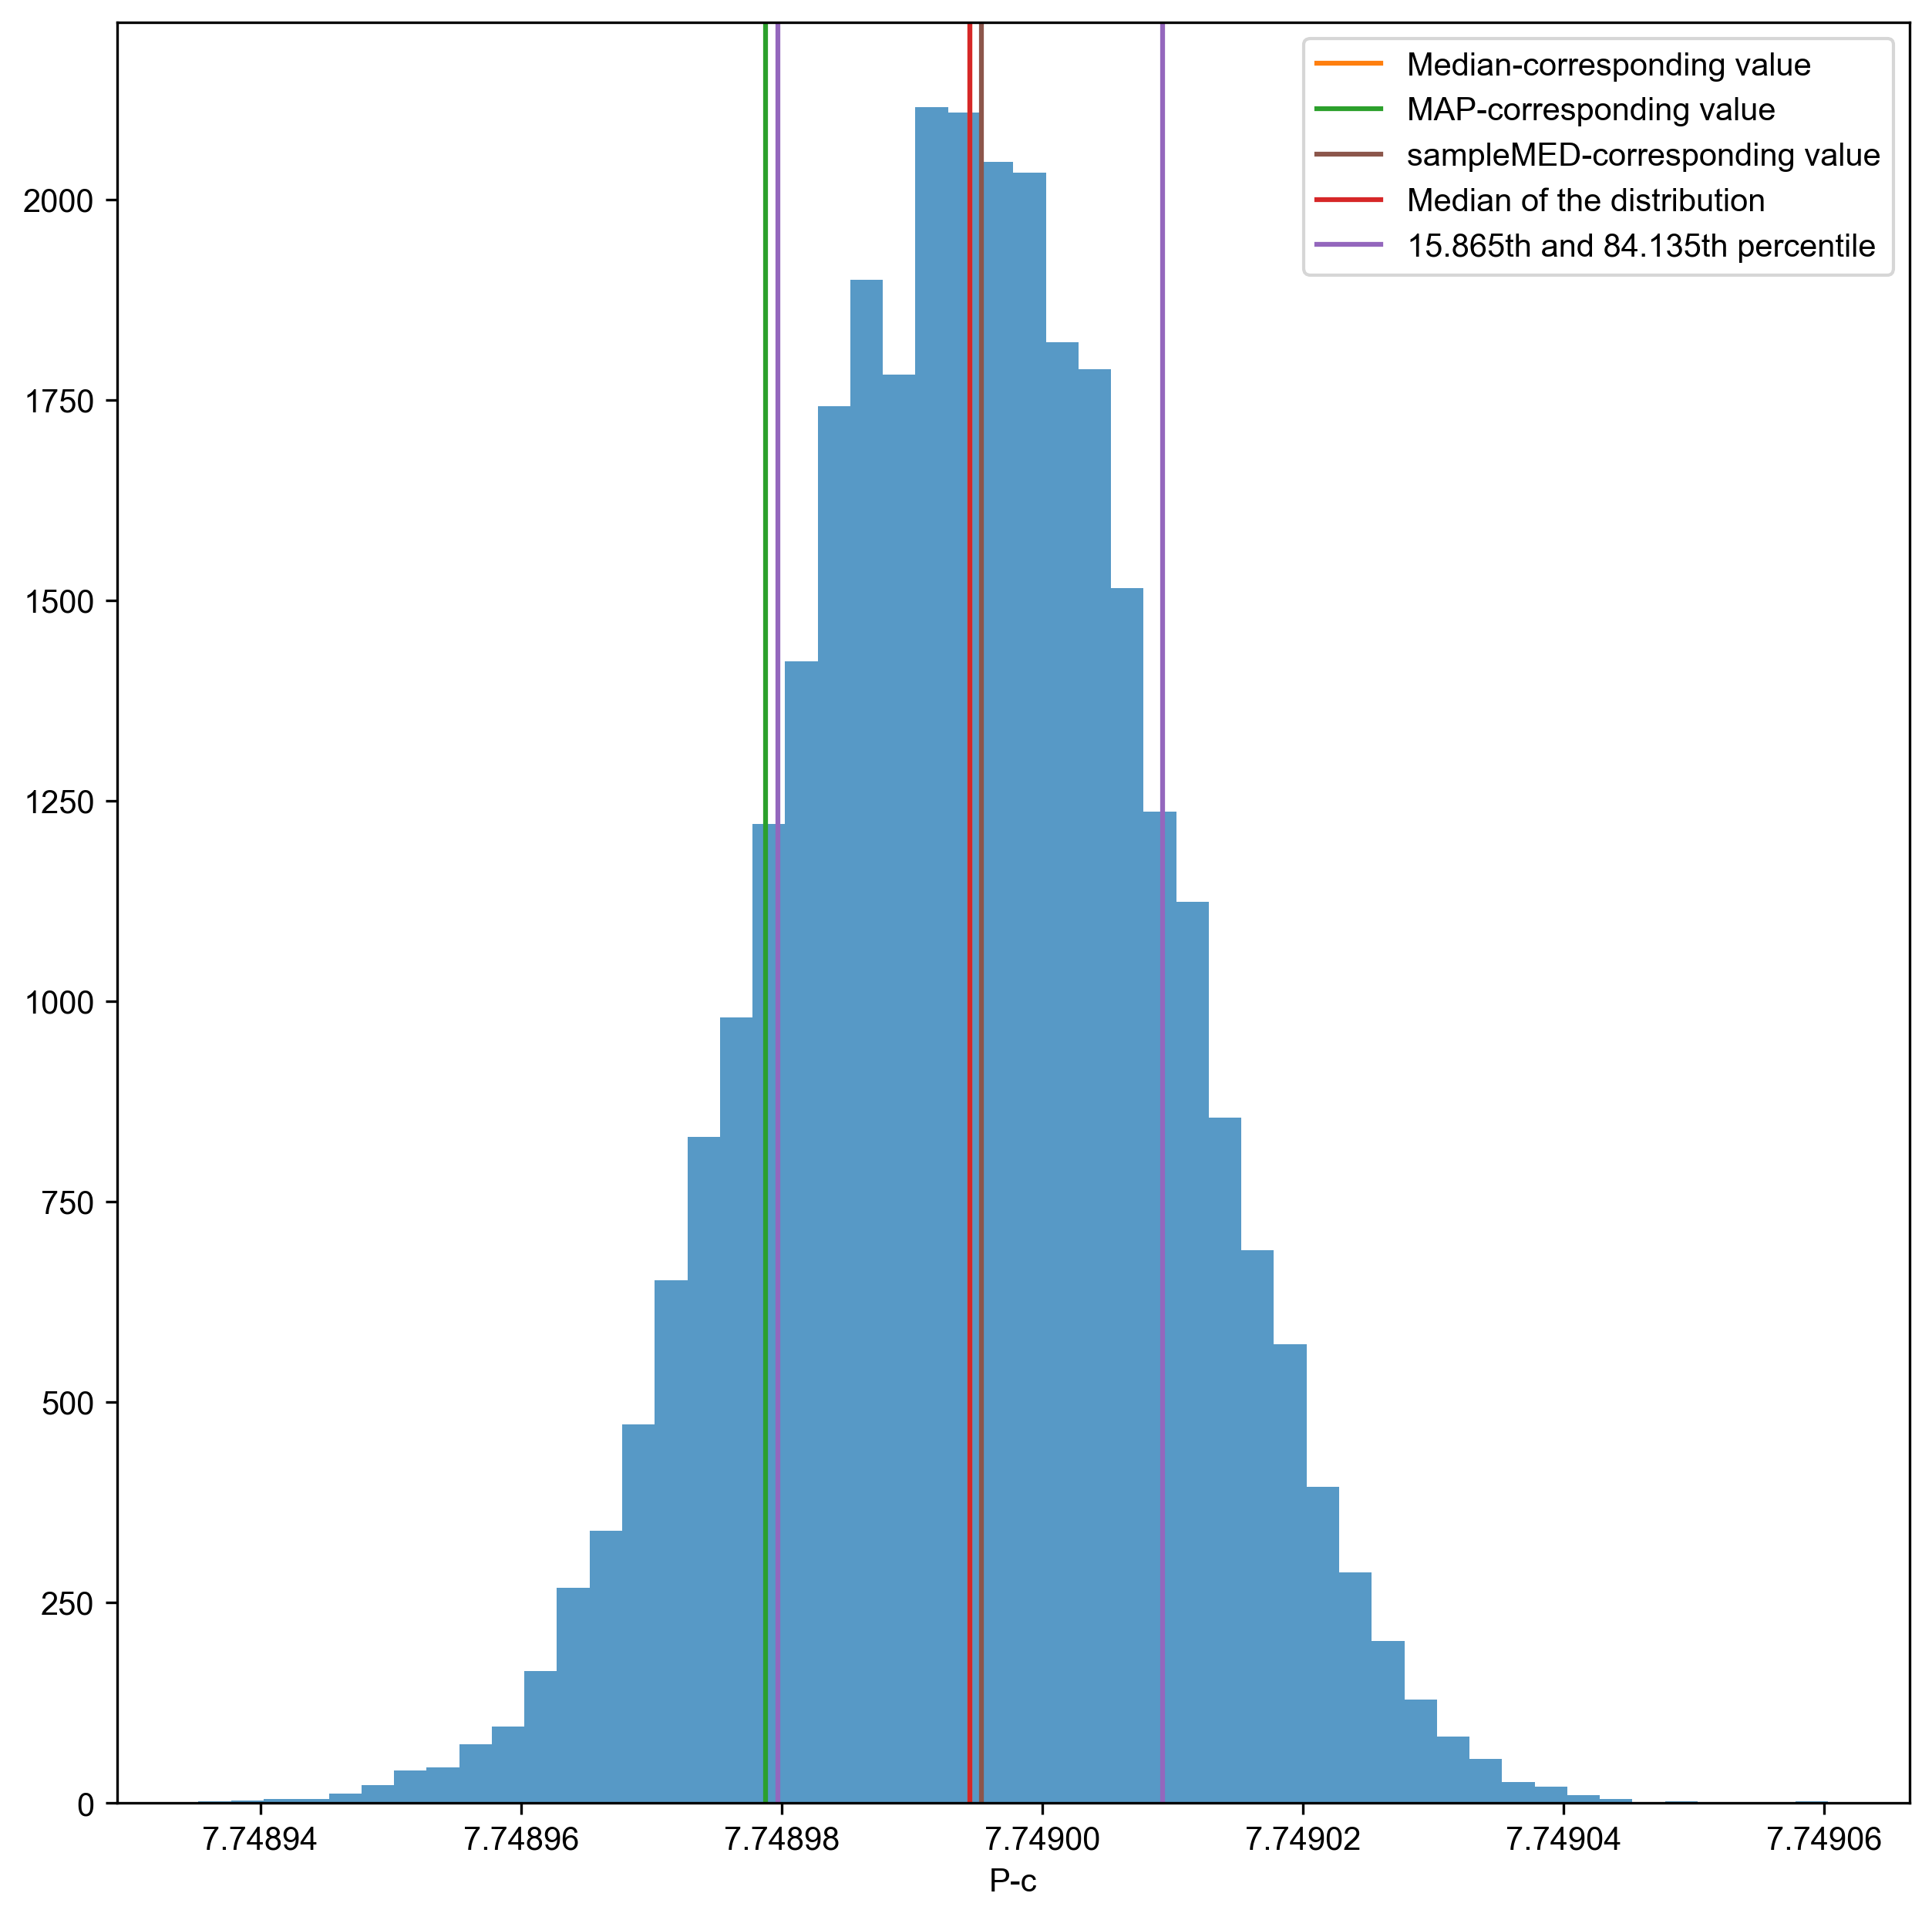 Median-corresponding value
MAP-corresponding value
sampleMED-corresponding value
Median of the distribution
15.865th and 84.135th percentile
2000
1750
1500
1250
1000
750
500
250
0
7.74894 7.74896 7.74898 7.74900 7.74902 7.74904 7.74906
P-c